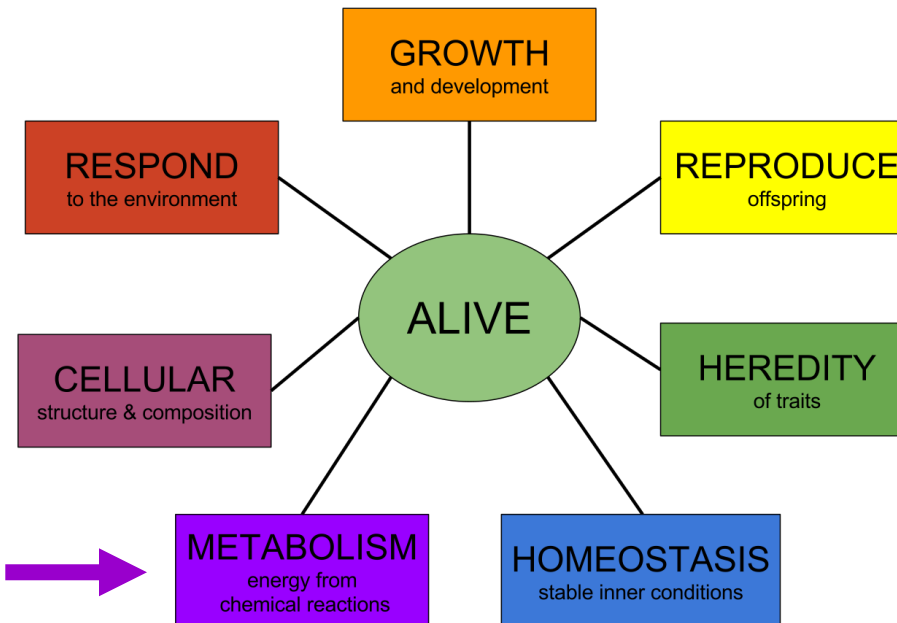 GROWTH
and development
RESPOND
to the environment
REPRODUCE
offspring
ALIVE
CELLULAR
structure & composition
HEREDITY
of traits
METABOLISM
energy from
chemical reactions
HOMEOSTASIS
stable inner conditions